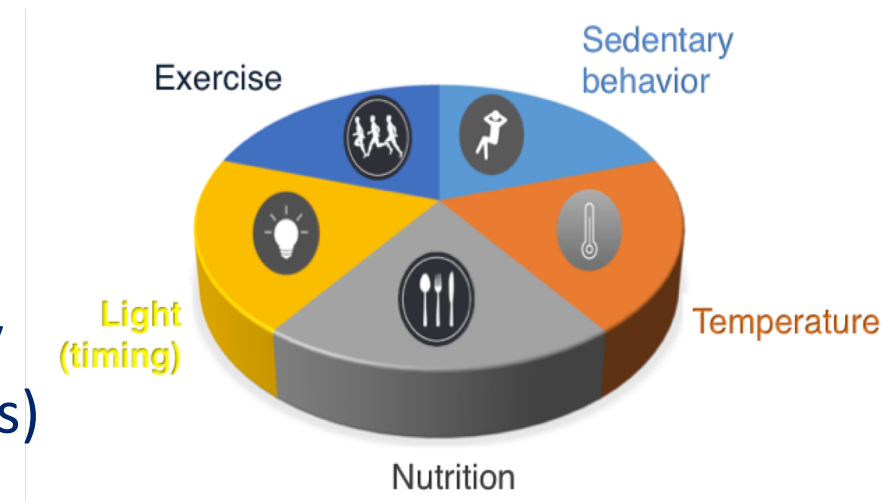 Sedentary
behavior
Exercise
Light
(timing)
Temperature
s)
Nutrition